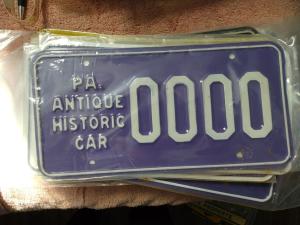 PA.
ANTIQUE
HISTORIC
CAR
0000